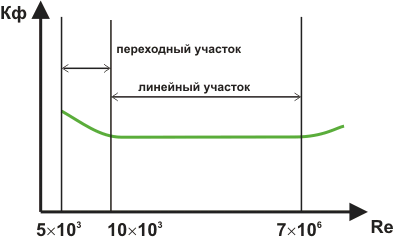 Кф
переходный участок
линейный участок
5×10³ 10×10³ 7×10⁶ Re